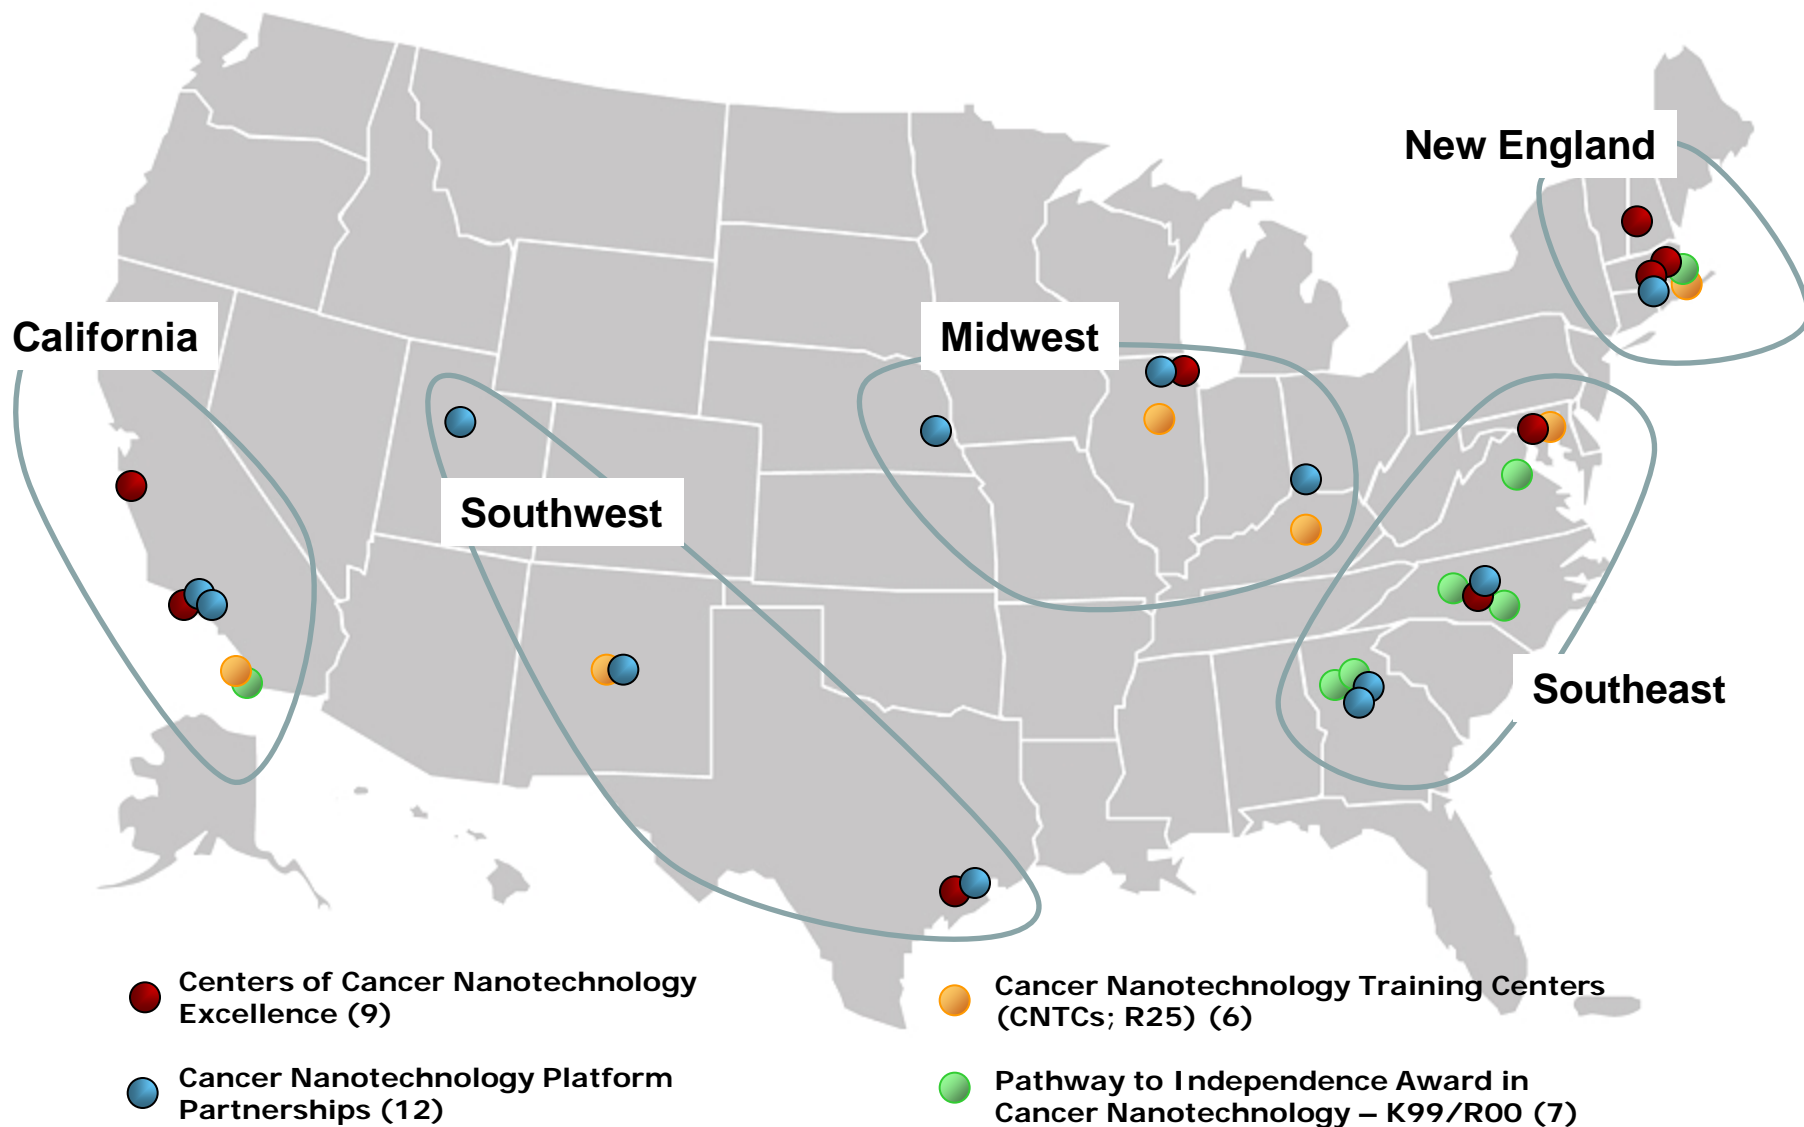 New England
California
Midwest
Southwest
Southeast
Centers of Cancer Nanotechnology
Excellence (9)
Cancer Nanotechnology Platform
Partnerships (12)
Cancer Nanotechnology Training Centers
(CNTCs; R25) (6)
Pathway to Independence Award in
Cancer Nanotechnology – K99/R00 (7)